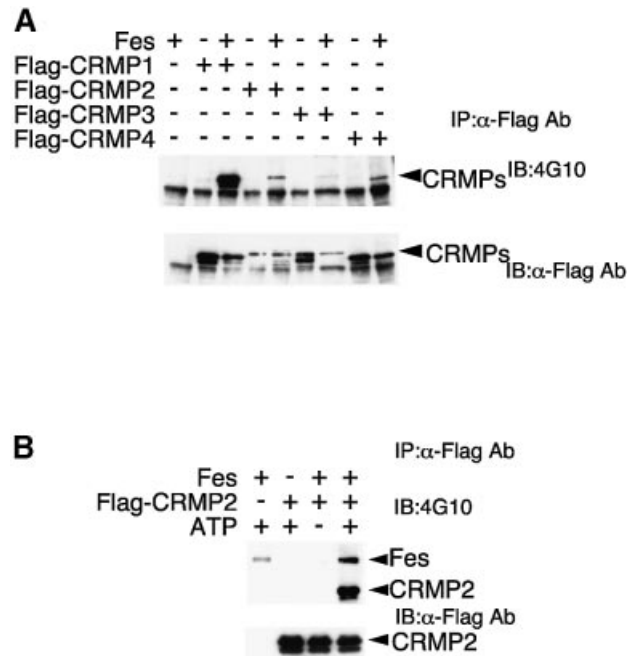 A
Fes + - + - + - + - +
Flag-CRMP1 - + + - - - - - -
Flag-CRMP2 - - - + + - - - -
Flag-CRMP3 - - - - - + + - -
Flag-CRMP4 - - - - - - - + +
IP:α-Flag Ab
CRMPs IB:4G10
CRMPs IB:α-Flag Ab
B
IP:α-Flag Ab
Fes + - + +
Flag-CRMP2 - + + + IB:4G10
ATP + + - +
Fes
CRMP2
IB:α-Flag Ab
CRMP2